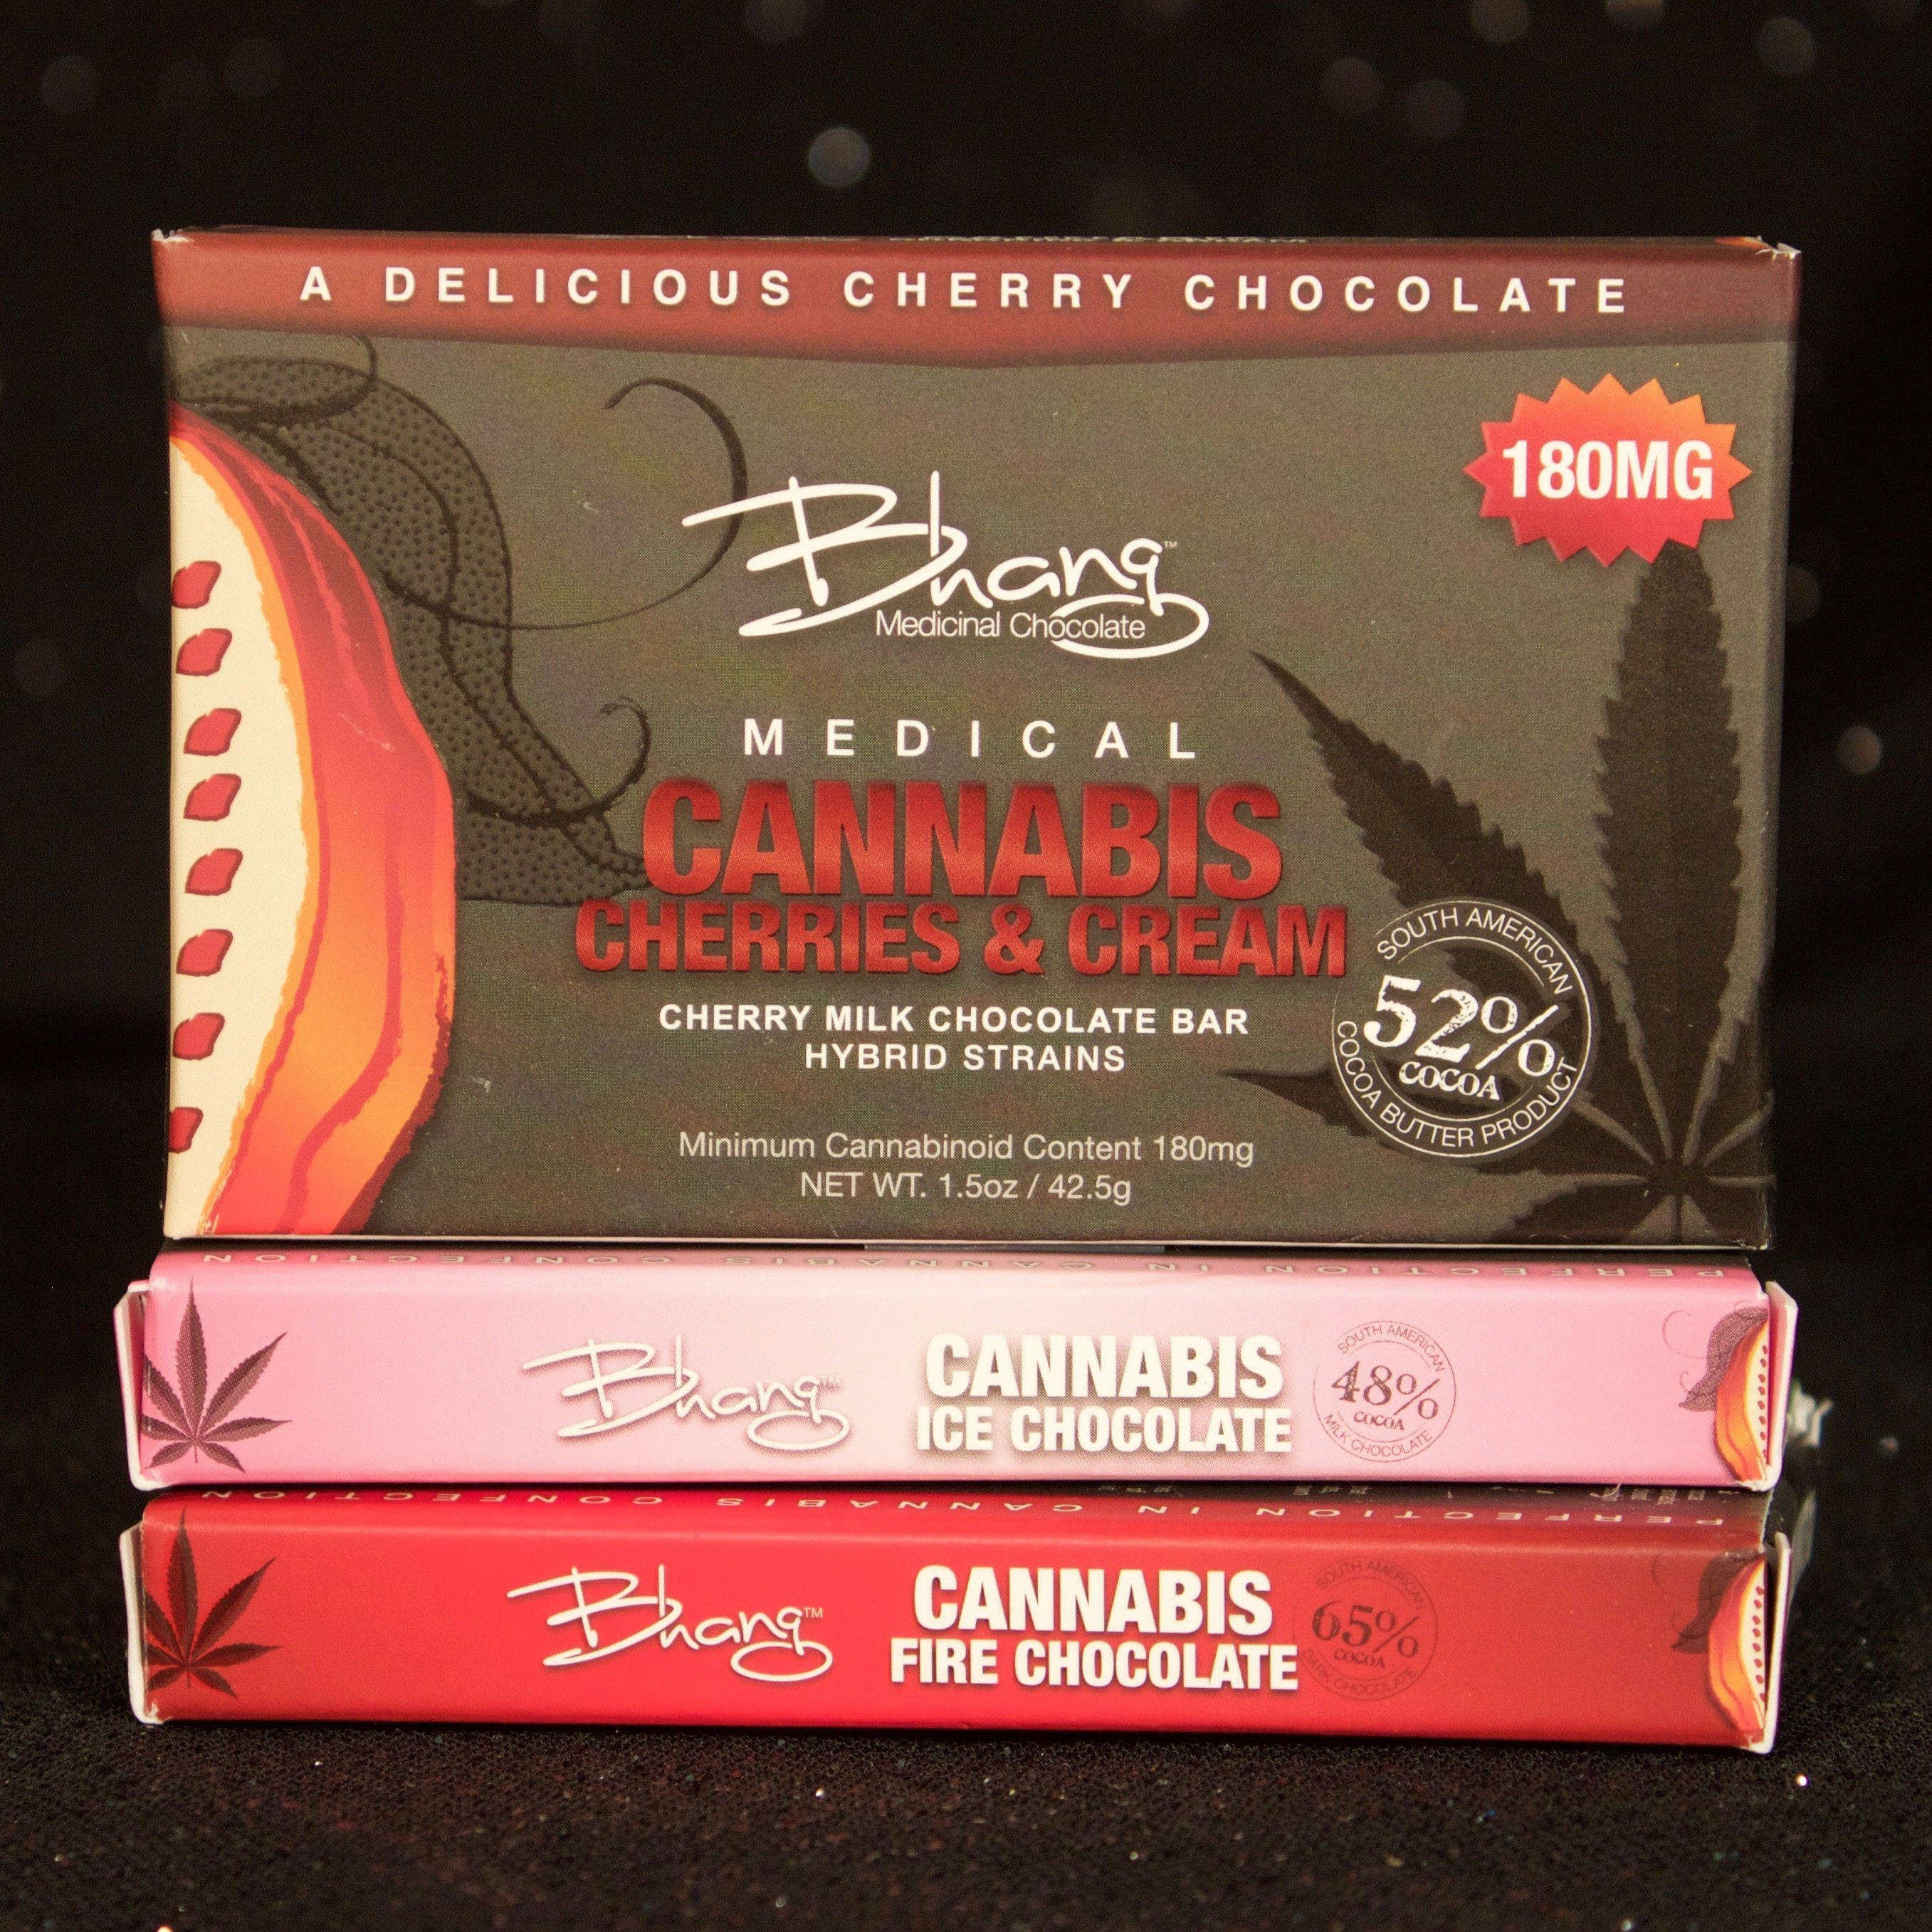 A DELICIOUS CHERRY CHOCOLATE
180MG
Bhang™
Medicinal Chocolate
MEDICAL
CANNABIS
CHERRIES & CREAM
CHERRY MILK CHOCOLATE BAR
HYBRID STRAINS
SOUTH AMERICAN
52%
COCOA
COCOA BUTTER PRODUCT
Minimum Cannabinoid Content 180mg
NET WT. 1.5oz / 42.5g
PERFECTION IN CANNABIS CONFECTION
Bhang™
CANNABIS
ICE CHOCOLATE
SOUTH AMERICAN
48%
COCOA
MILK CHOCOLATE
PERFECTION IN CANNABIS CONFECTION
Bhang™
CANNABIS
FIRE CHOCOLATE
SOUTH AMERICAN
65%
COCOA
DARK CHOCOLATE